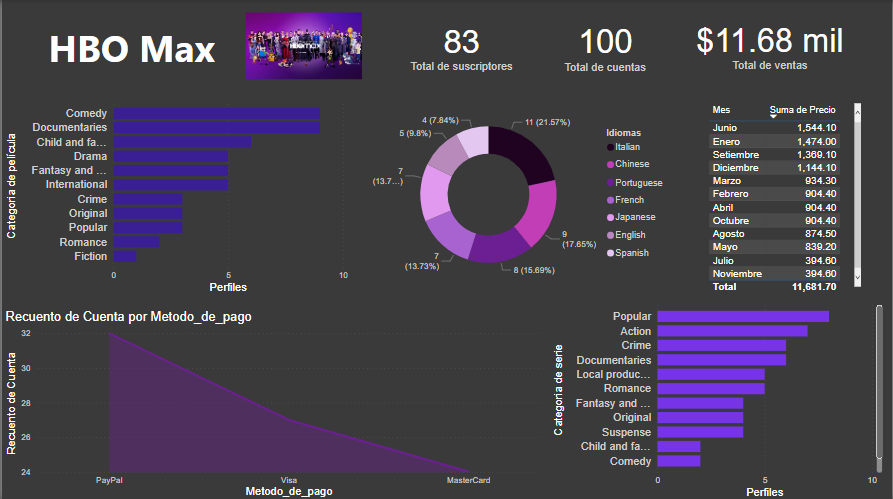 HBO Max
HBOmax
83
Total de suscriptores
100
Total de cuentas
$11.68 mil
Total de ventas
Categoria de pelicula
Comedy
Documentaries
Child and fa...
Drama
Fantasy and ...
International
Crime
Original
Popular
Romance
Fiction
0 5 10
Perfiles
4 (7.84%)
5 (9.8%)
7
(13.7...)
7
(13.73%)
8 (15.69%)
9
(17.65%)
11 (21.57%)
Idiomas
Italian
Chinese
Portuguese
French
Japanese
English
Spanish
Mes Suma de Precio
Junio 1,544.10
Enero 1,474.00
Setiembre 1,369.10
Diciembre 1,144.10
Marzo 934.30
Febrero 904.40
Abril 904.40
Octubre 904.40
Agosto 874.50
Mayo 839.20
Julio 394.60
Noviembre 394.60
Total 11,681.70
Recuento de Cuenta por Metodo_de_pago
Recuento de Cuenta
32
30
28
26
24
PayPal Visa MasterCard
Metodo_de_pago
Categoria de serie
Popular
Action
Crime
Documentaries
Local produc...
Romance
Fantasy and ...
Original
Suspense
Child and fa...
Comedy
0 5 10
Perfiles